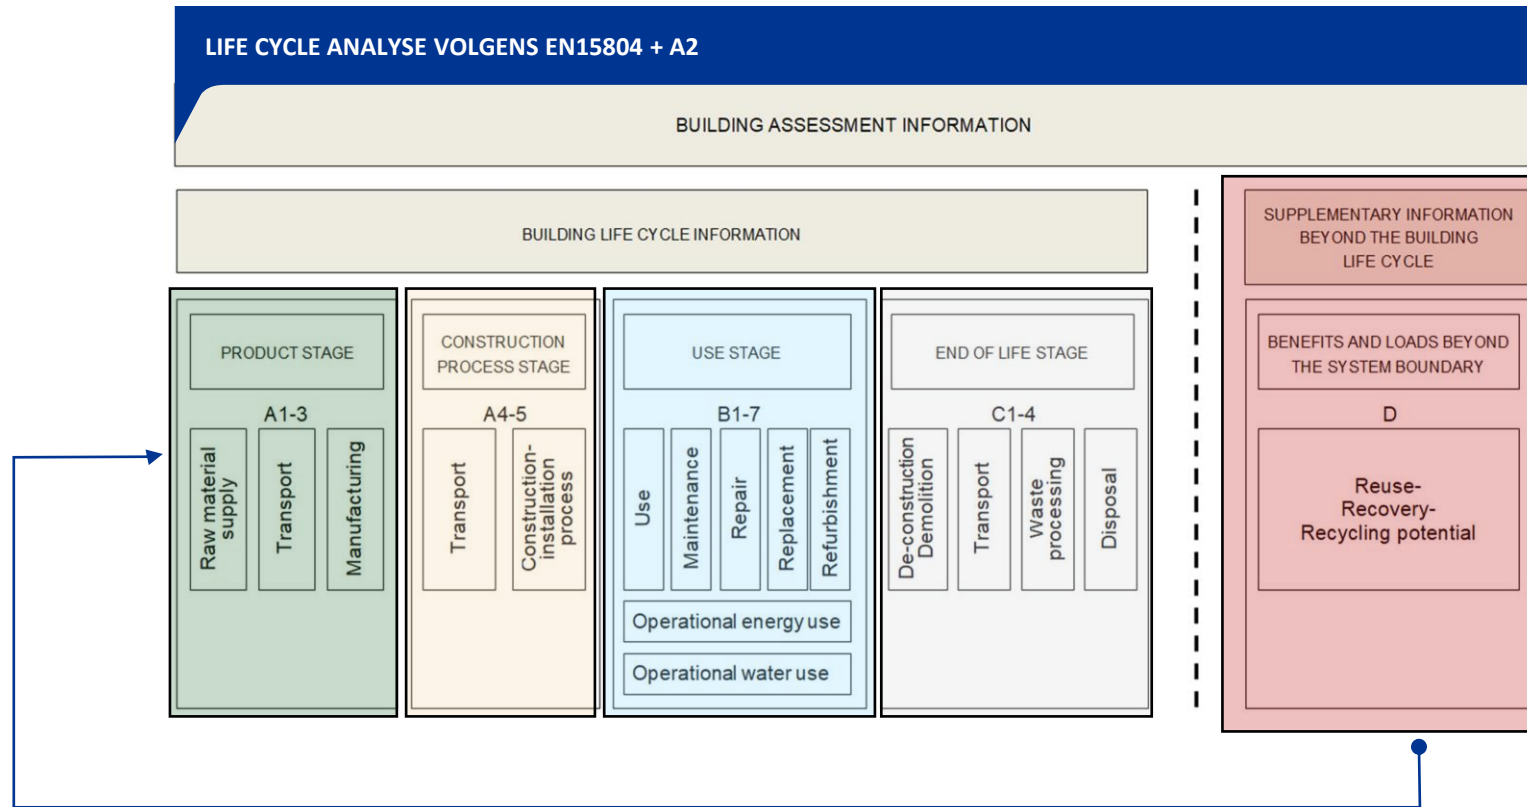 LIFE CYCLE ANALYSE VOLGENS EN15804 + A2
BUILDING ASSESSMENT INFORMATION
BUILDING LIFE CYCLE INFORMATION
SUPPLEMENTARY INFORMATION
BEYOND THE BUILDING
LIFE CYCLE
PRODUCT STAGE
A1-3
Raw material
supply
Transport
Manufacturing
CONSTRUCTION
PROCESS STAGE
A4-5
Transport
Construction-
installation
process
USE STAGE
B1-7
Use
Maintenance
Repair
Replacement
Refurbishment
Operational energy use
Operational water use
END OF LIFE STAGE
C1-4
De-construction
Demolition
Transport
Waste
processing
Disposal
BENEFITS AND LOADS BEYOND
THE SYSTEM BOUNDARY
D
Reuse-
Recovery-
Recycling potential